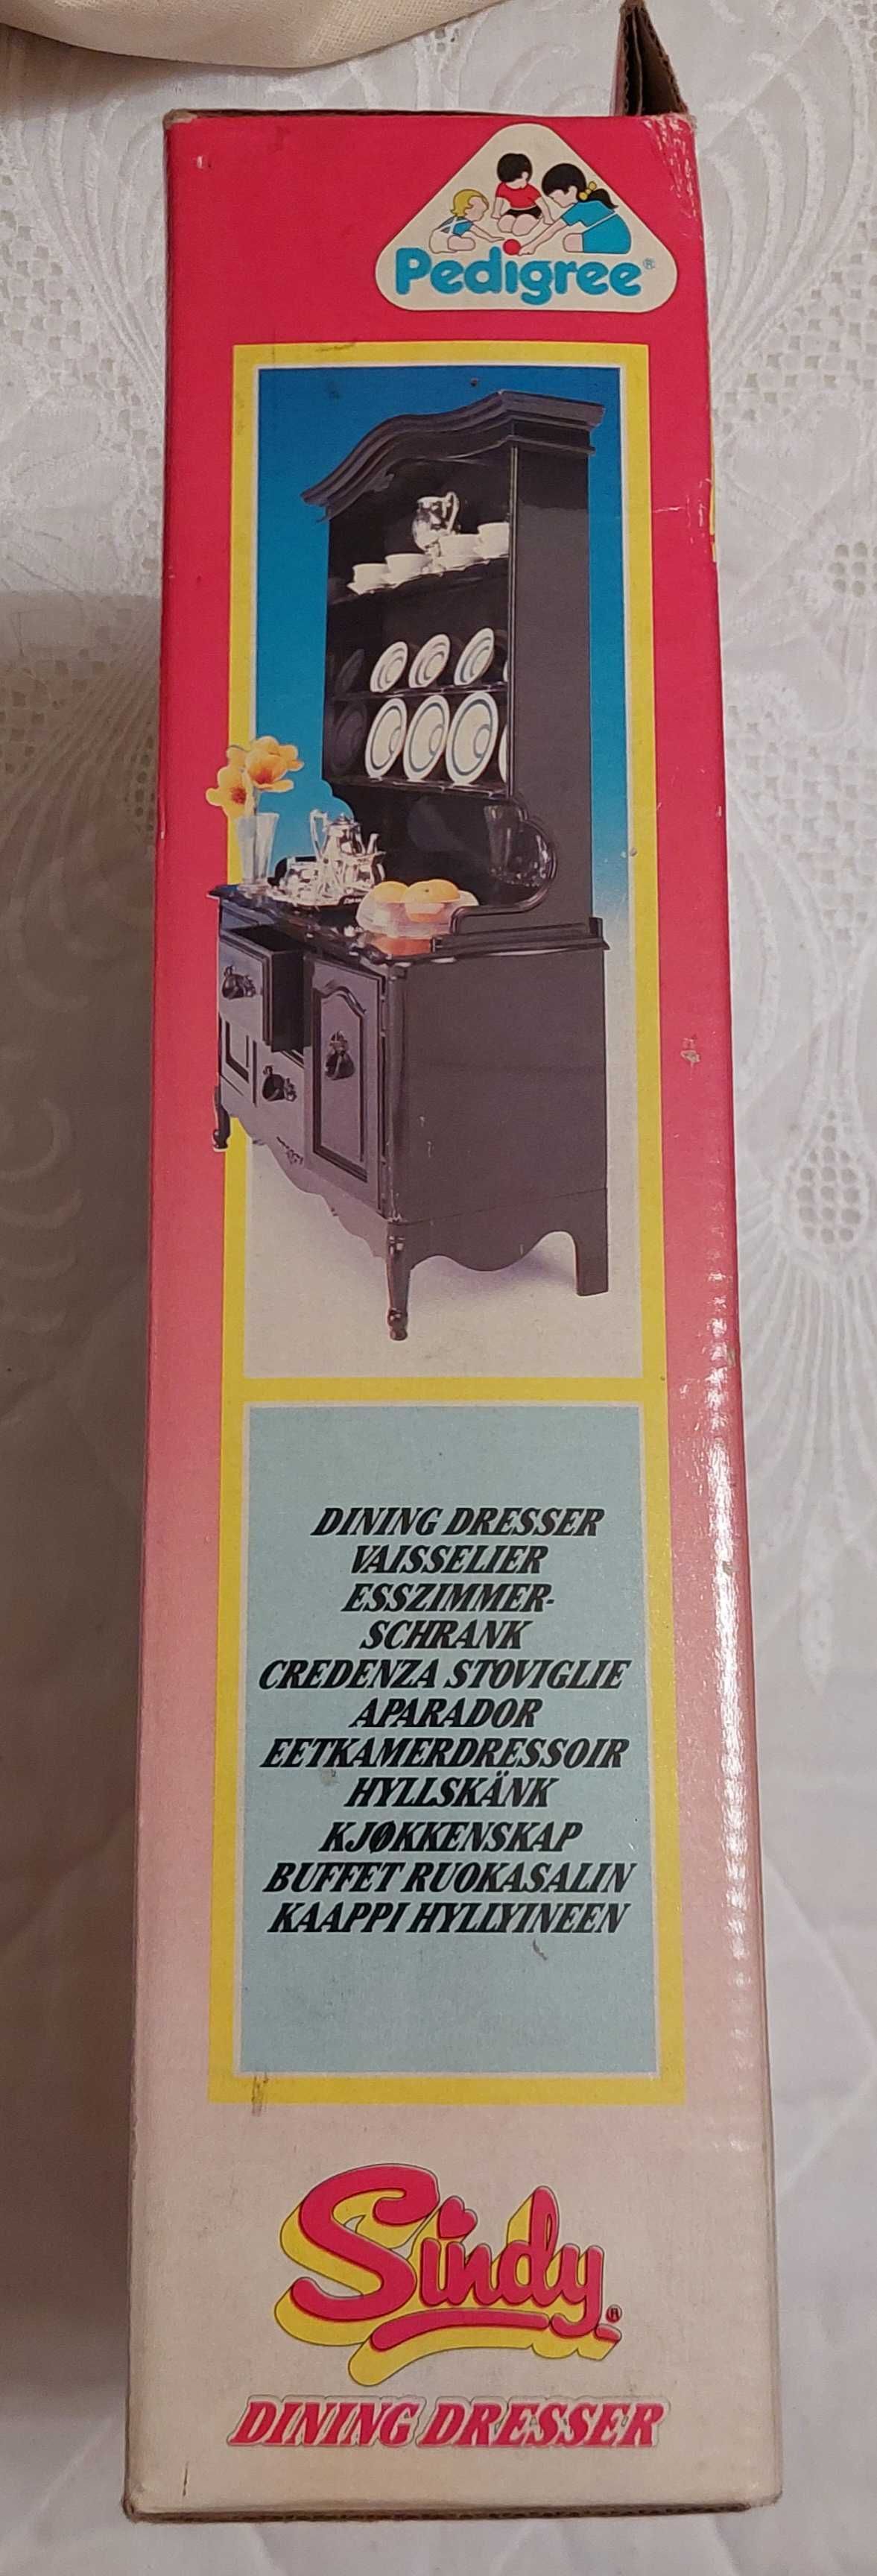 Pedigree®
DINING DRESSER
VAISSELIER
ESSZIMMER-
SCHRANK
CREDENZA STOVIGLIE
APARADOR
EETKAMERDRESSOIR
HYLLSKÄNK
KJØKKENSKAP
BUFFET RUOKASALIN
KAAPPI HYLLYINEEN
Sindy®
DINING DRESSER